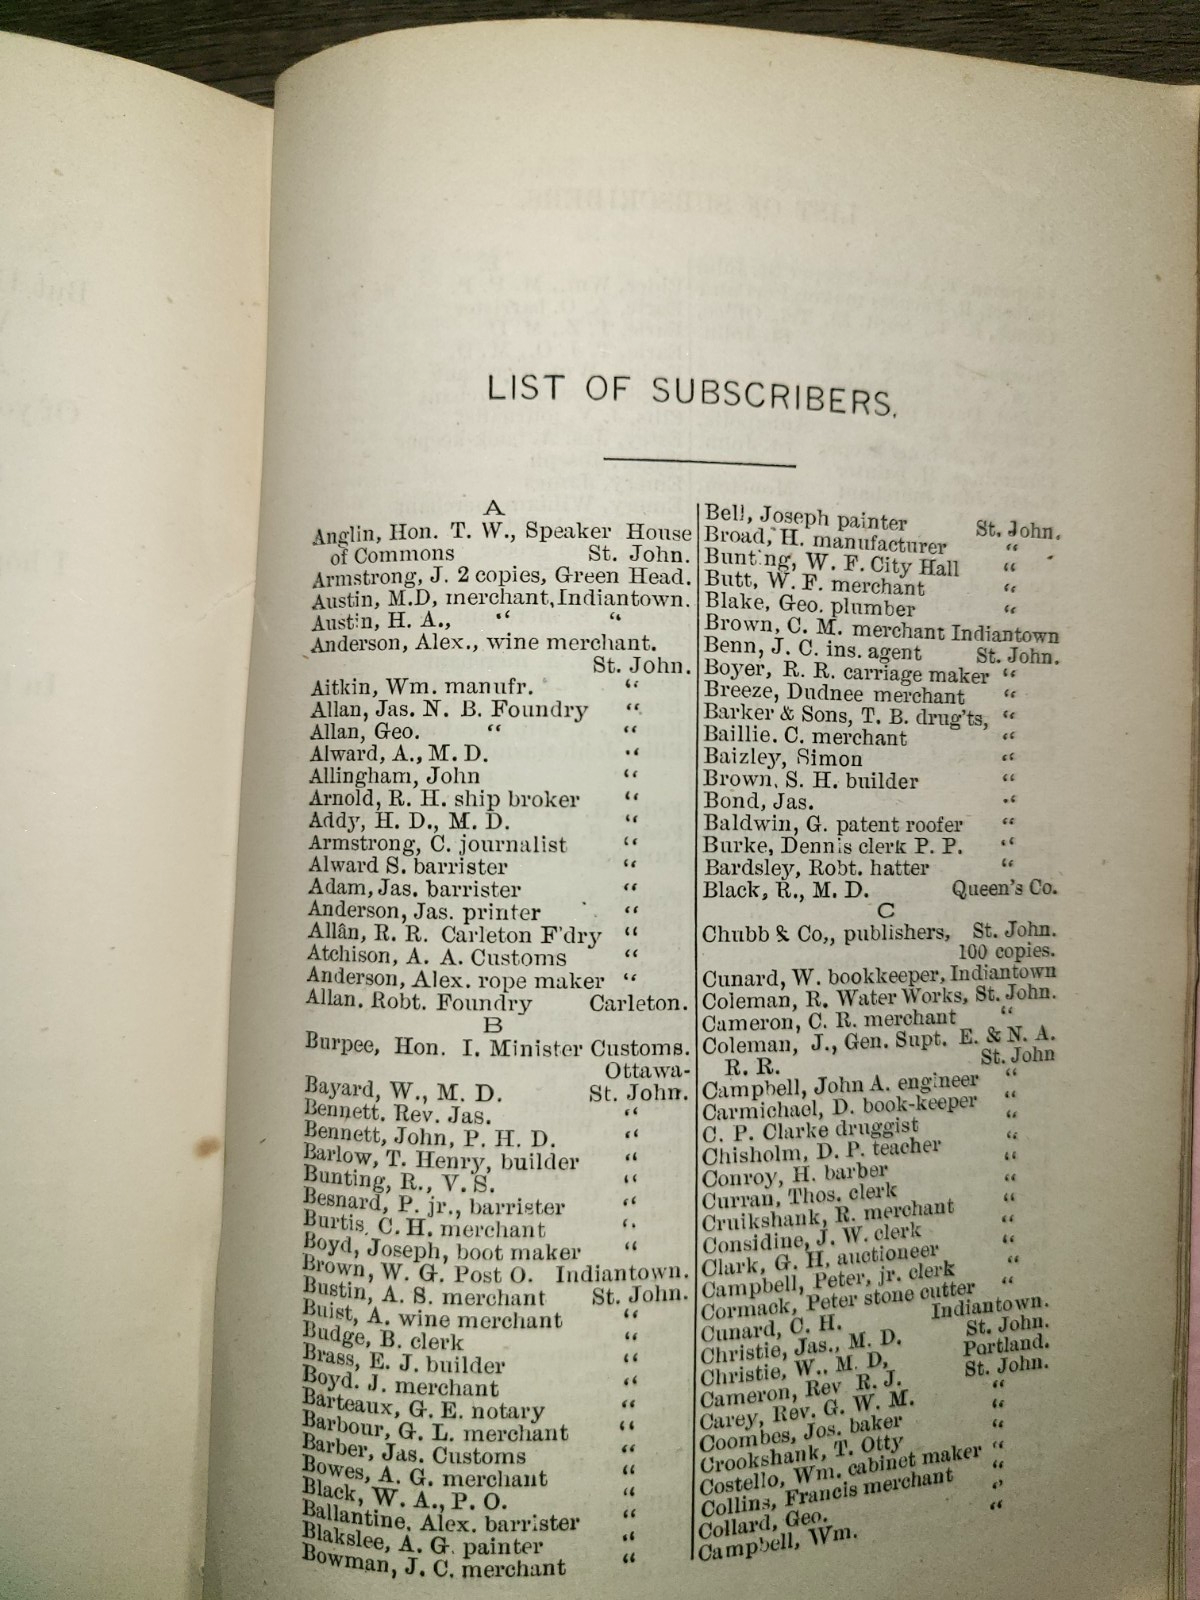 LIST OF SUBSCRIBERS.
A
Anglin, Hon. T. W., Speaker House
of Commons St. John.
Armstrong, J. 2 copies, Green Head.
Austin, M.D, merchant, Indiantown.
Austin, H. A., “ “
Anderson, Alex., wine merchant.
St. John.
Aitkin, Wm. manufr. “
Allan, Jas. N. B. Foundry “
Allan, Geo. “ “
Alward, A., M. D. “
Allingham, John “
Arnold, R. H. ship broker “
Addy, H. D., M. D. “
Armstrong, C. journalist “
Alward S. barrister “
Adam, Jas. barrister “
Anderson, Jas. printer “
Allân, R. R. Carleton F'dry “
Atchison, A. A. Customs “
Anderson, Alex. rope maker “
Allan. Robt. Foundry Carleton.
B
Burpee, Hon. I. Minister Customs.
Ottawa-
Bayard, W., M. D. St. John.
Bennett. Rev. Jas. “
Bennett, John, P. H. D. “
Barlow, T. Henry, builder “
Bunting, R., V. S. “
Besnard, P. jr., barrister “
Burtis. C. H. merchant “
Boyd, Joseph, boot maker “
Brown, W. G. Post O. Indiantown.
Bustin, A. S. merchant St. John.
Buist, A. wine merchant “
Budge, B. clerk “
Brass, E. J. builder “
Boyd. J. merchant “
Barteaux, G. E. notary “
Barbour, G. L. merchant “
Barber, Jas. Customs “
Bowes, A. G. merchant “
Black, W. A., P. O. “
Ballantine, Alex. barrister “
Blakslee, A. G. painter “
Bowman, J. C. merchant “
Bell, Joseph painter St. John.
Broad, H. manufacturer “
Bunting, W. F. City Hall “
Butt, W. F. merchant “
Blake, Geo. plumber “
Brown, C. M. merchant Indiantown
Benn, J. C. ins. agent St. John.
Boyer, R. R. carriage maker “
Breeze, Dudnee merchant “
Barker & Sons, T. B. drug'ts, “
Baillie. C. merchant “
Baizley, Simon “
Brown, S. H. builder “
Bond, Jas. “
Baldwin, G. patent roofer “
Burke, Dennis clerk P. P. “
Bardsley, Robt. hatter “
Black, R., M. D. Queen's Co.
C
Chubb & Co,, publishers, St. John.
100 copies.
Cunard, W. bookkeeper, Indiantown
Coleman, R. Water Works, St. John.
Cameron, C. R. merchant “
Coleman, J., Gen. Supt. E. & N. A.
R. R. St. John
Campbell, John A. engineer “
Carmichael, D. book-keeper “
C. P. Clarke druggist “
Chisholm, D. P. teacher “
Conroy, H. barber “
Curran, Thos. clerk “
Cruikshank, R. merchant “
Considine, J. W. clerk “
Clark, G. H, auctioneer “
Campbell, Peter, jr. clerk “
Cormack, Peter stone cutter “
Cunard, C. H. Indiantown.
Christie, Jas., M. D. St. John.
Christie, W., M. D, Portland.
Cameron, Rev R. J. St. John.
Carey, Rev. G. W. M. “
Coombes, Jos. baker “
Crookshank, T. Otty “
Costello, Wm. cabinet maker “
Collins, Francis merchant “
Collard, Geo. “
Campbell, Wm. “